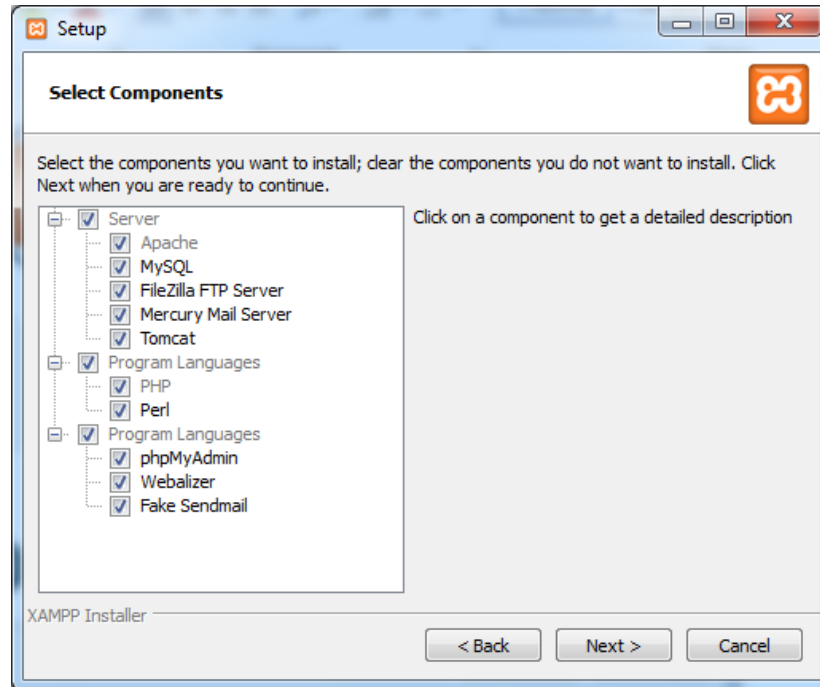 Setup
Select Components
Select the components you want to install; clear the components you do not want to install. Click
Next when you are ready to continue.
Server
Apache
MySQL
FileZilla FTP Server
Mercury Mail Server
Tomcat
Program Languages
PHP
Perl
Program Languages
phpMyAdmin
Webalizer
Fake Sendmail
Click on a component to get a detailed description
XAMPP Installer
< Back
Next >
Cancel